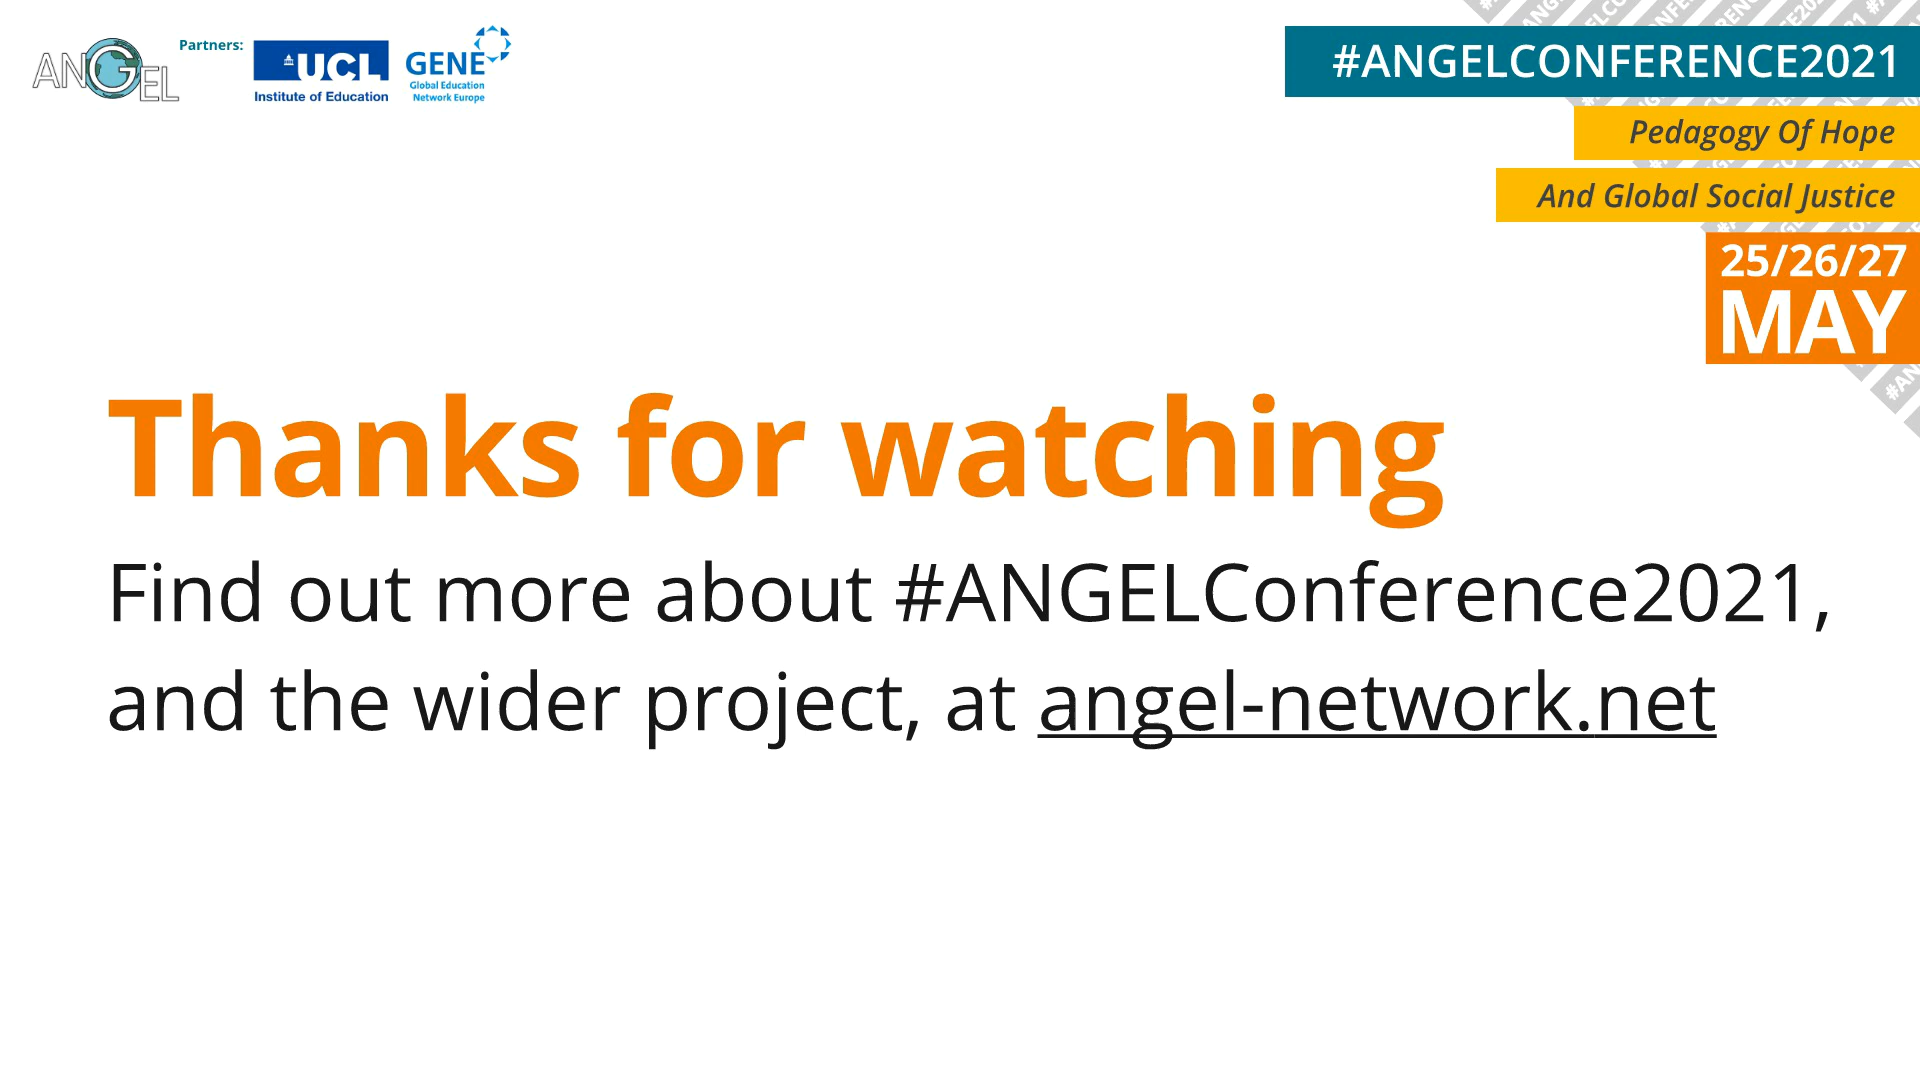 ANGEL
Partners:
UCL
Institute of Education
GENE
Global Education
Network Europe
#ANGELCONFERENCE2021
Pedagogy Of Hope
And Global Social Justice
25/26/27
MAY
Thanks for watching
Find out more about #ANGELConference2021,
and the wider project, at angel-network.net